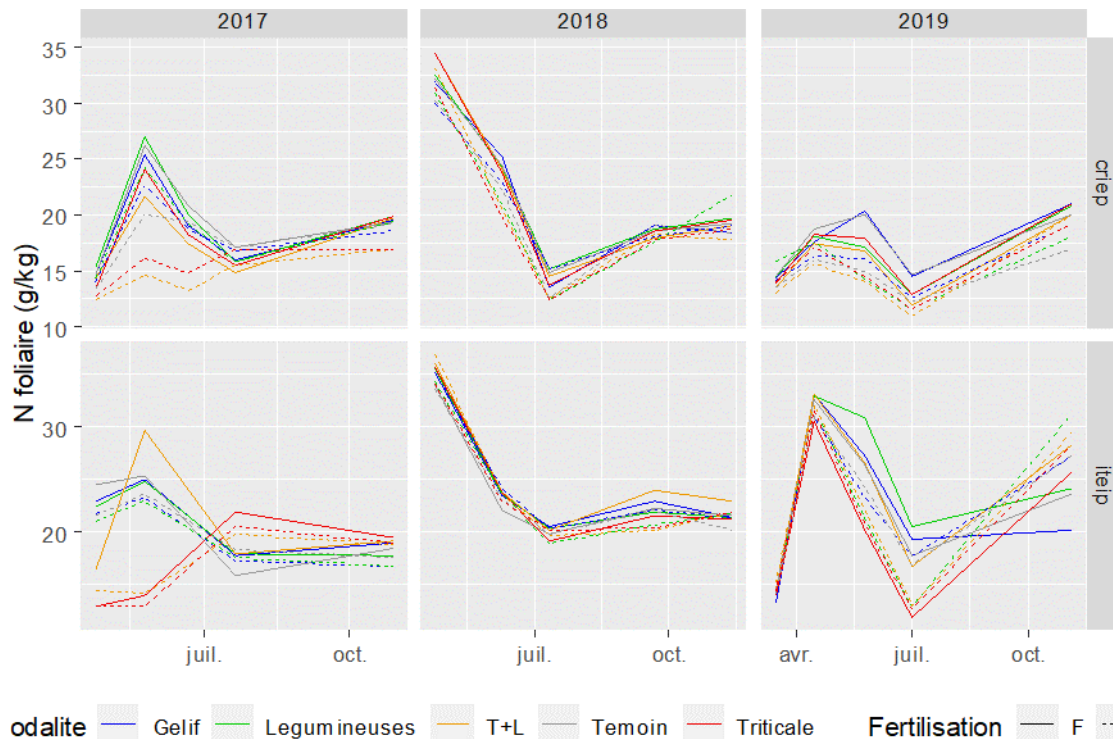 2017 2018 2019
35
30
25
20
15
10
criep
N foliaire (g/kg)
30
20
iteip
juil. oct. juil. oct. avr. juil. oct.
odalite Gelif Legumineuses T+L Temoin Triticale Fertilisation F